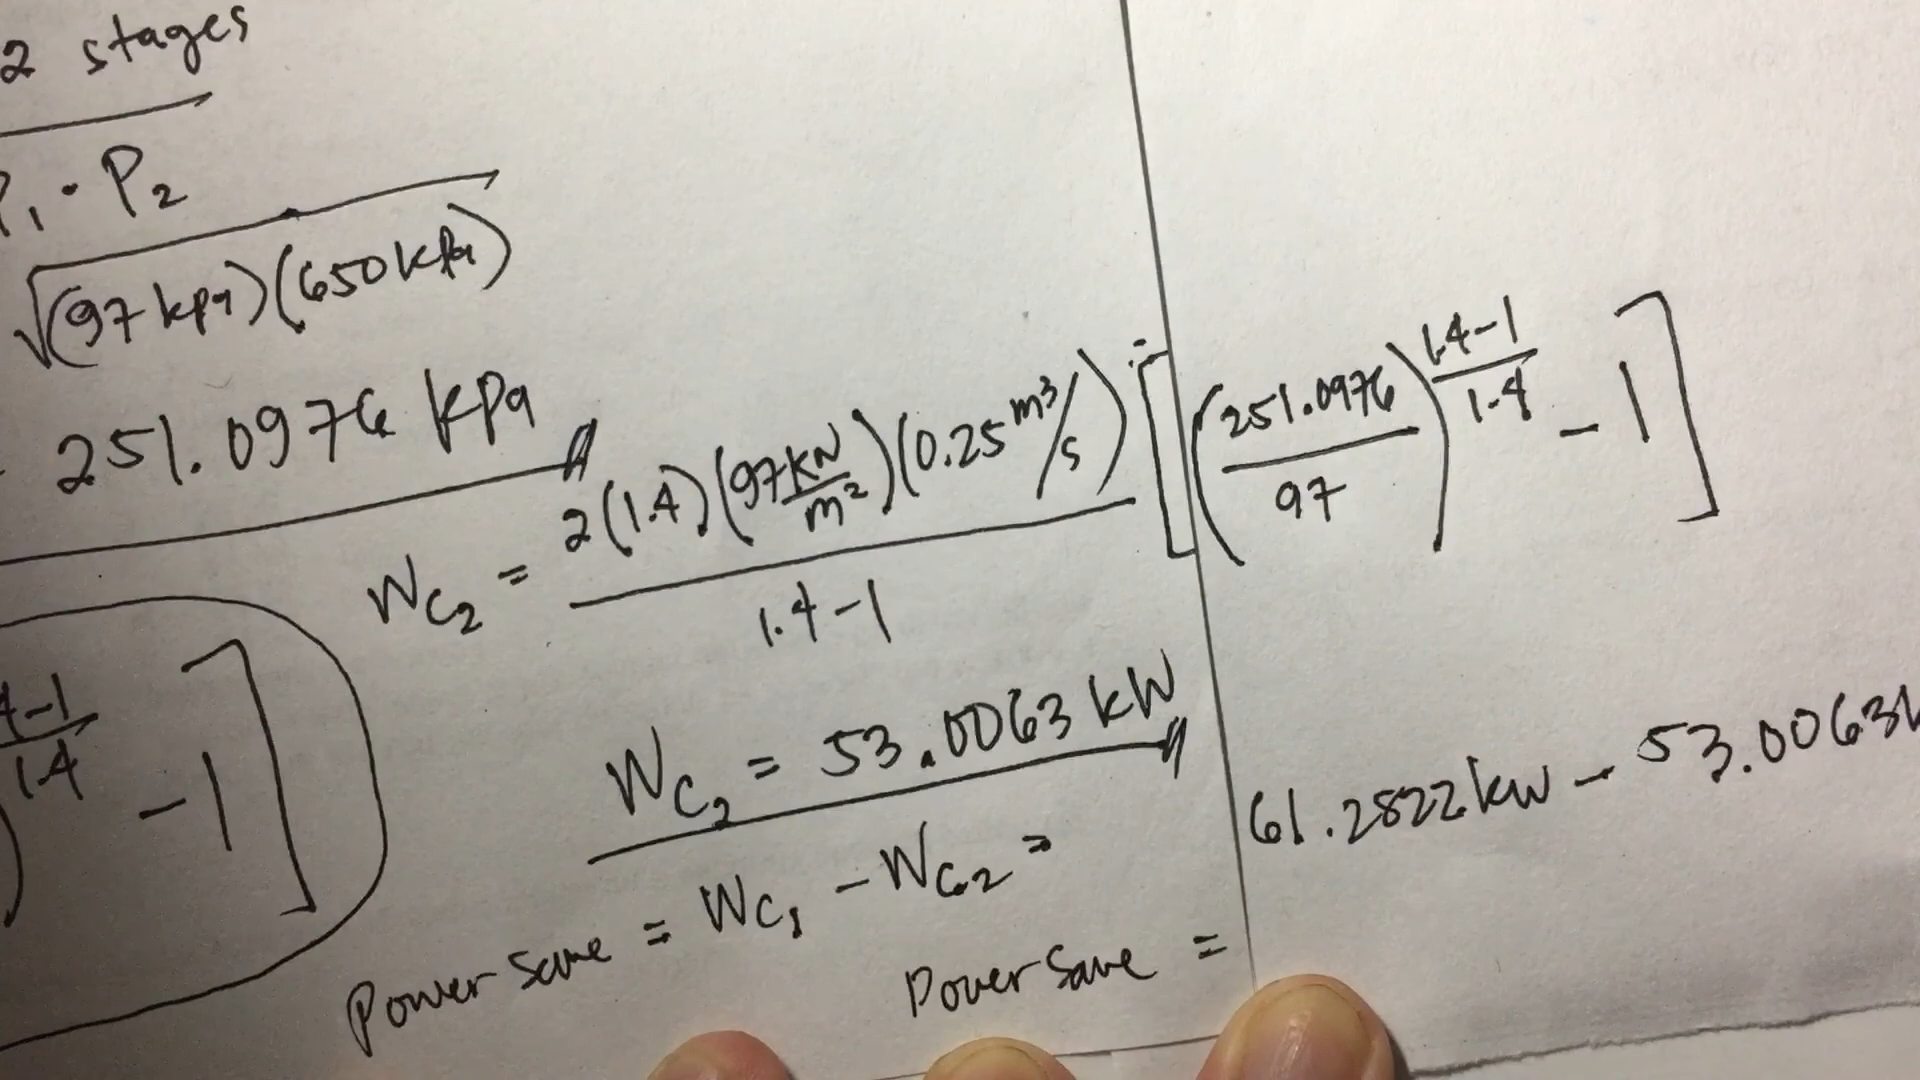 2 stages
P₁ · P₂
√(97 kpa)(650 kPa)
251.0976 kPa
W_C₂ = 2(1.4)(97 kN/m²)(0.25 m³/s) / 1.4-1 [(251.0976/97)^(1.4-1/1.4) - 1]
4-1/1.4 - 1]
W_C₂ = 53.0063 kW
Power Save = W_C₁ - W_C₂ = 61.2822 kW - 53.0063
Power Save =